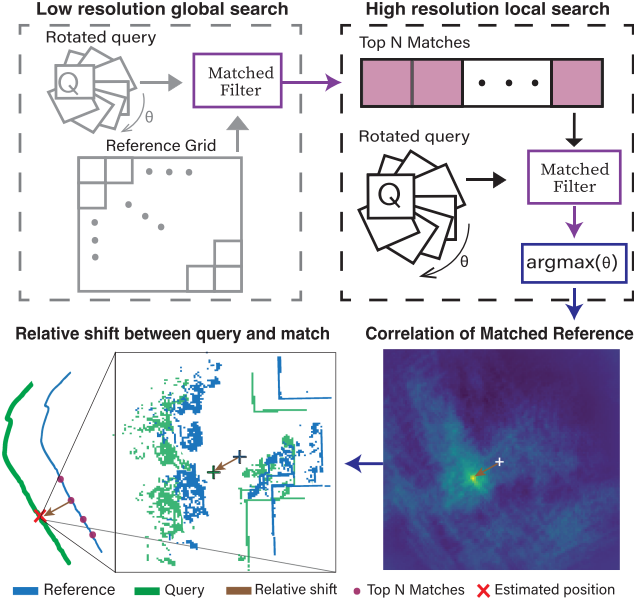 Low resolution global search
High resolution local search
Rotated query
Q
θ
Matched
Filter
Reference Grid
Top N Matches
Rotated query
Q
θ
Matched
Filter
argmax(θ)
Relative shift between query and match
Correlation of Matched Reference
Reference
Query
Relative shift
Top N Matches
Estimated position